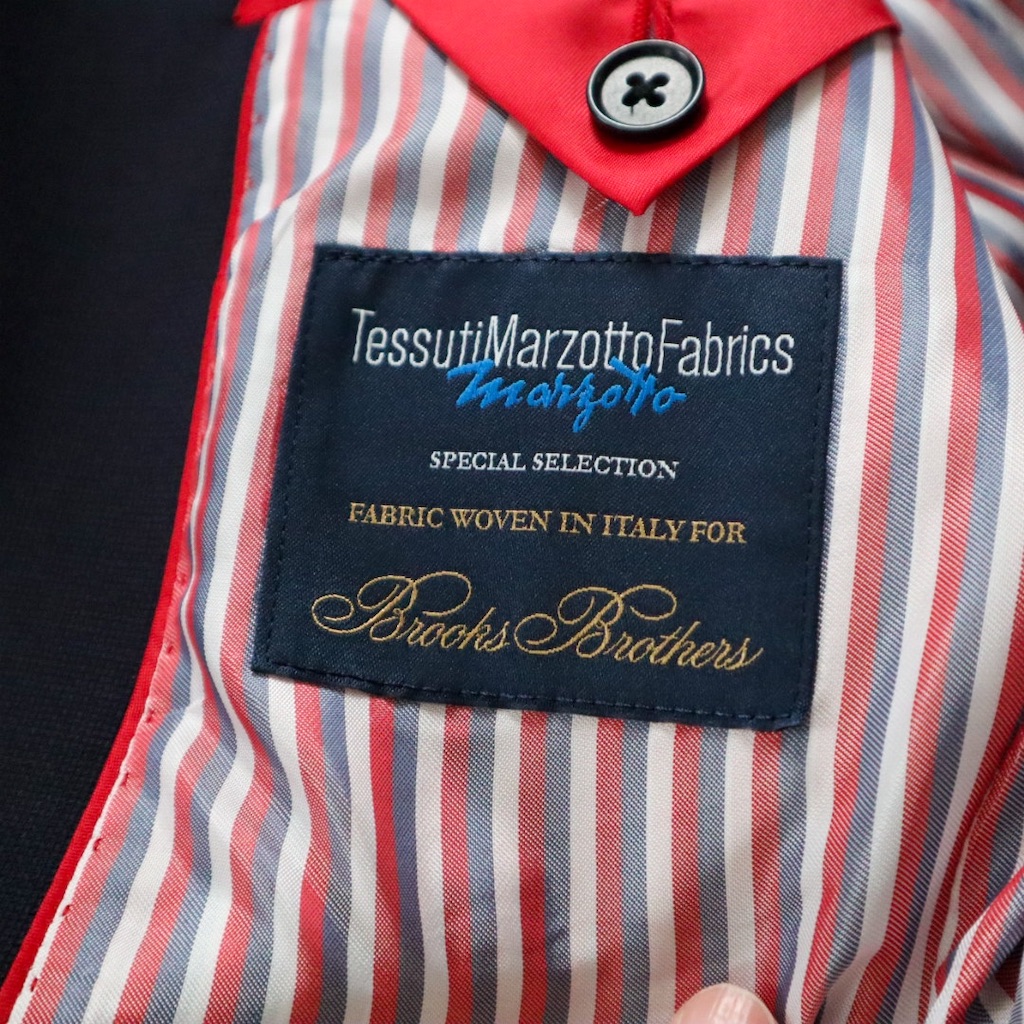 TessutiMarzottoFabrics
marzotto
SPECIAL SELECTION
FABRIC WOVEN IN ITALY FOR
Brooks Brothers